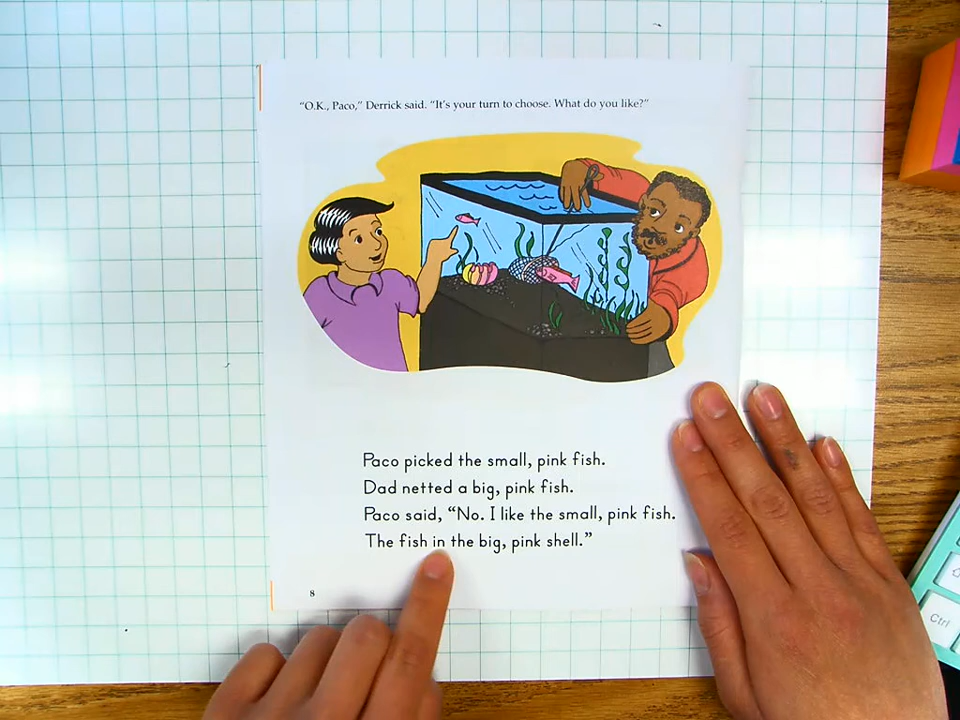 "O.K., Paco," Derrick said. "It's your turn to choose. What do you like?"
Paco picked the small, pink fish.
Dad netted a big, pink fish.
Paco said, "No. I like the small, pink fish.
The fish in the big, pink shell."
8
Ctrl